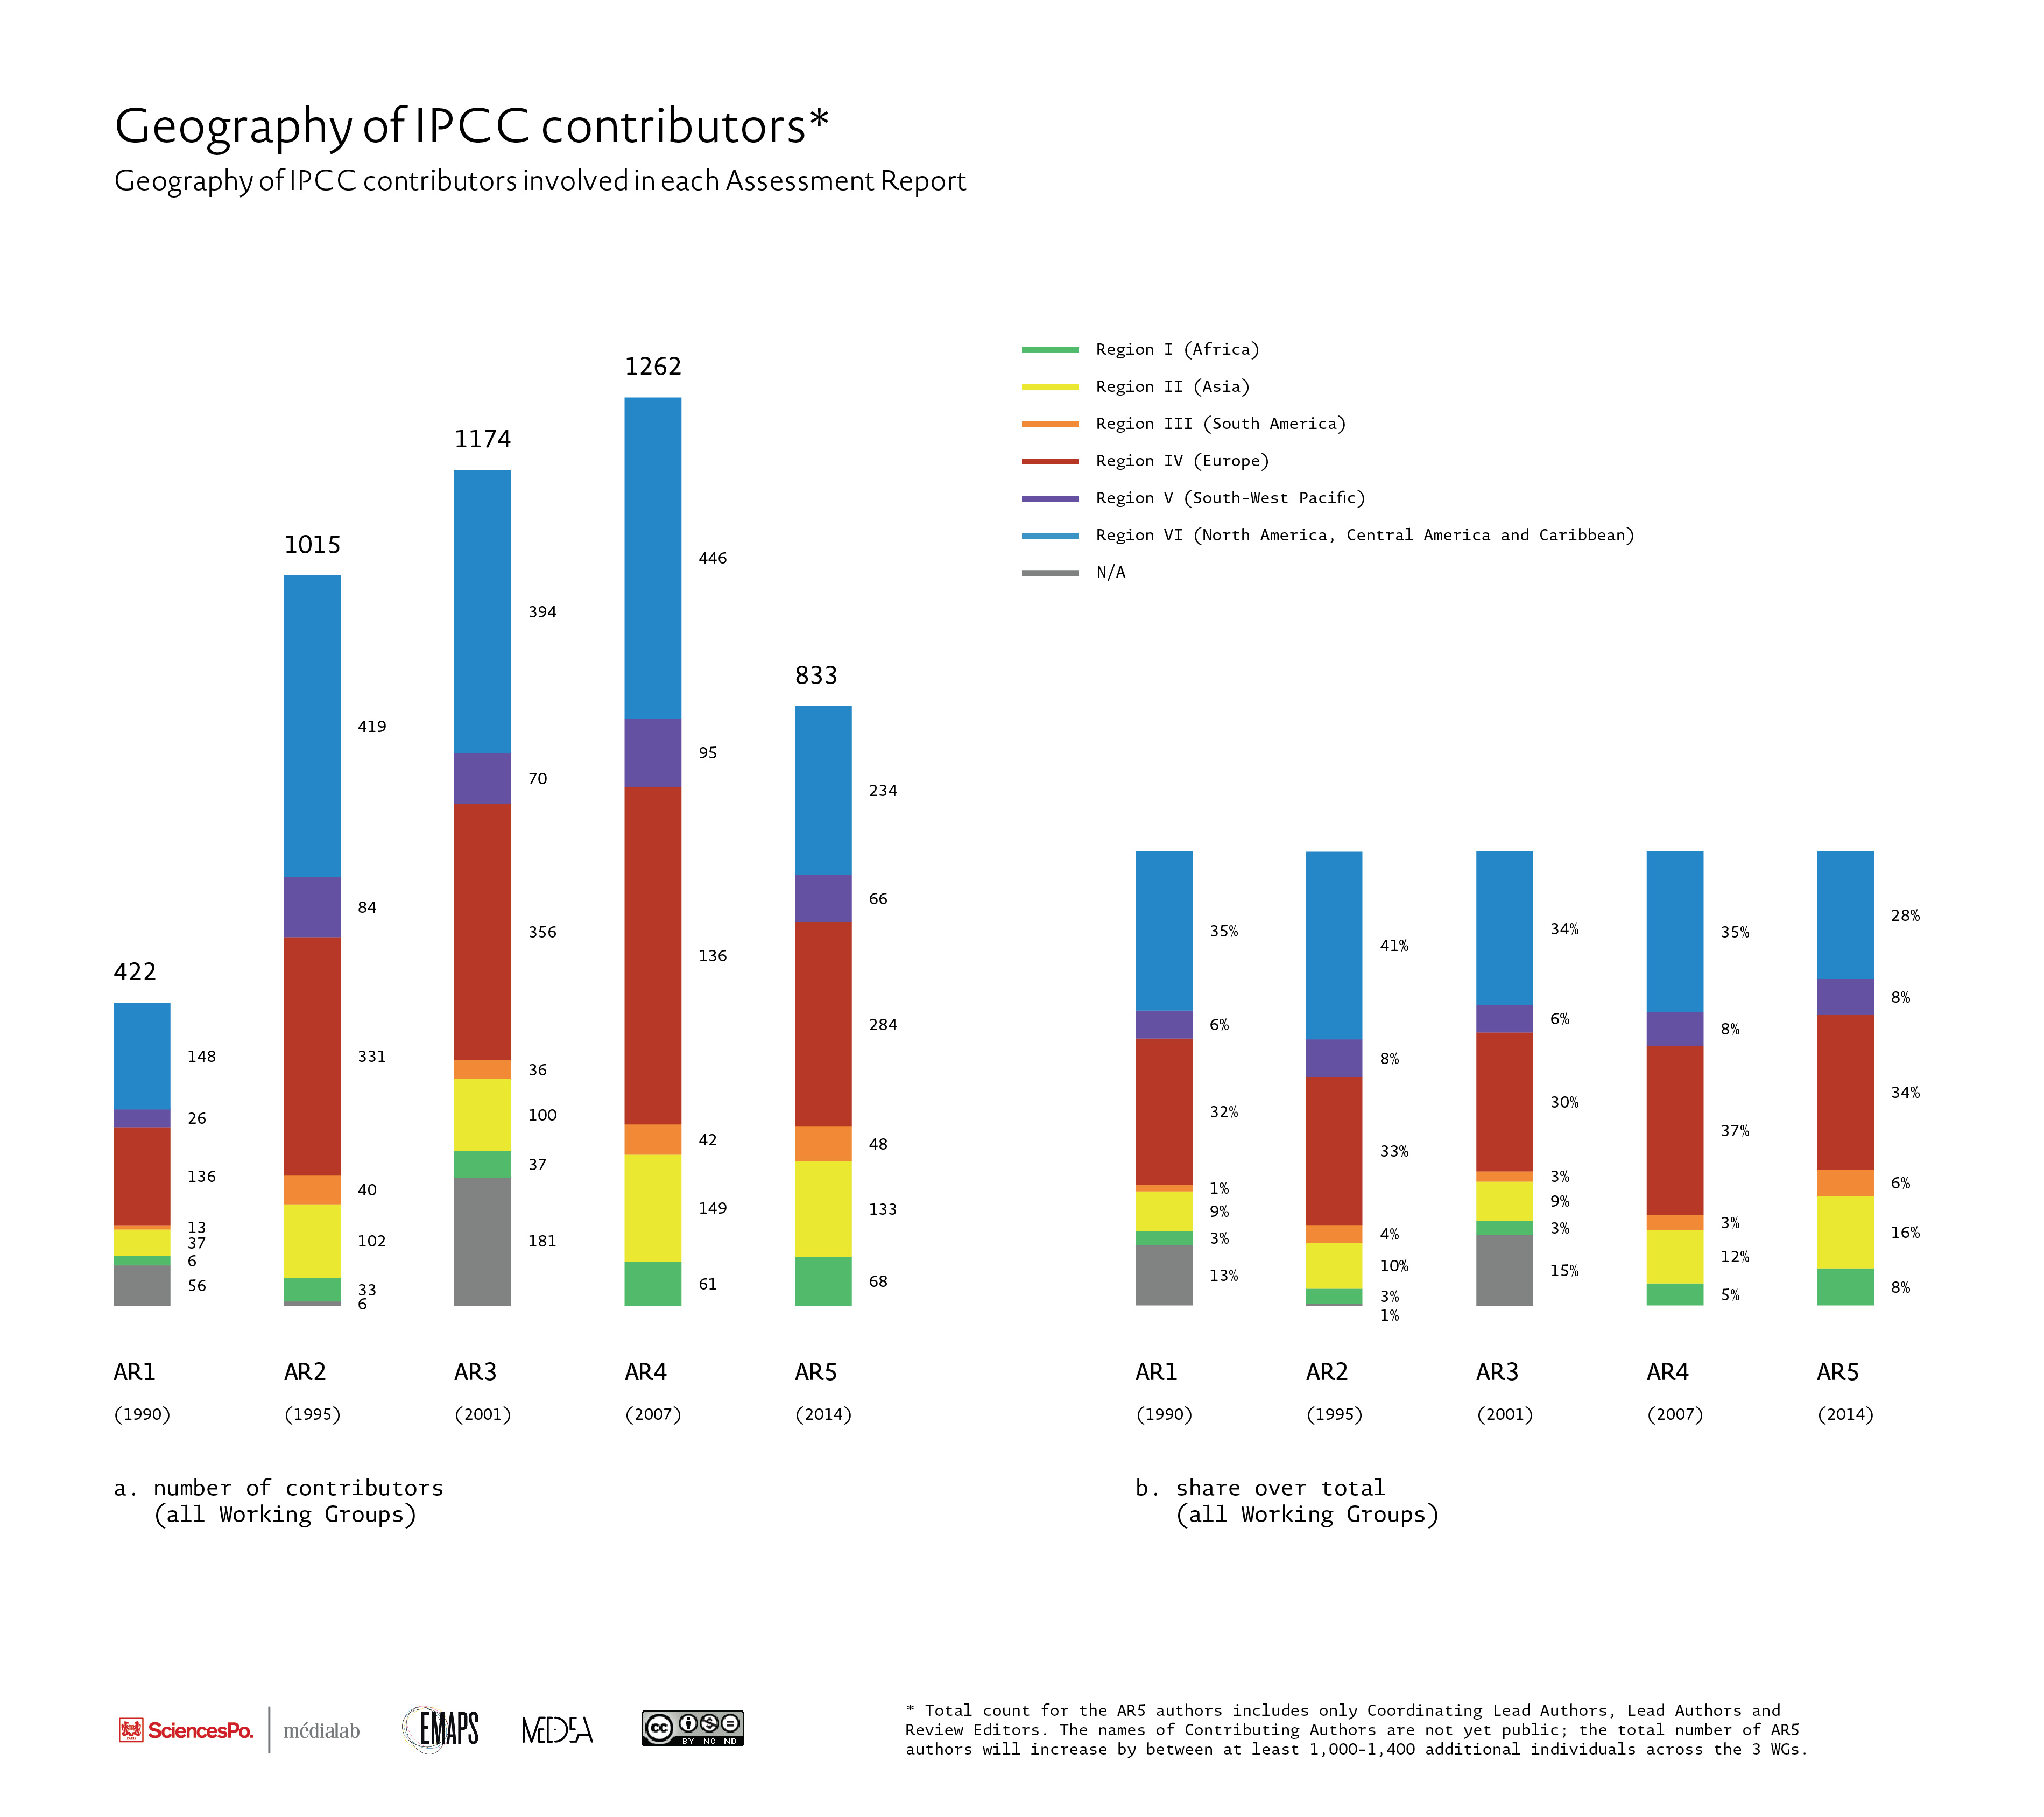 Geography of IPCC contributors*
Geography of IPCC contributors involved in each Assessment Report
Region I (Africa)
Region II (Asia)
Region III (South America)
Region IV (Europe)
Region V (South-West Pacific)
Region VI (North America, Central America and Caribbean)
N/A
422
148
26
136
13
37
6
56
AR1
(1990)
1015
419
84
331
40
102
33
6
AR2
(1995)
1174
394
70
356
36
100
37
181
AR3
(2001)
1262
446
95
136
42
149
61
AR4
(2007)
833
234
66
284
48
133
68
AR5
(2014)
a. number of contributors
(all Working Groups)
35%
6%
32%
1%
9%
3%
13%
AR1
(1990)
41%
8%
33%
4%
10%
3%
1%
AR2
(1995)
34%
6%
30%
3%
9%
3%
15%
AR3
(2001)
35%
8%
37%
3%
12%
5%
AR4
(2007)
28%
8%
34%
6%
16%
8%
AR5
(2014)
b. share over total
(all Working Groups)
SciencesPo.
médialab
EMAPS
MEDEA
cc
BY NC ND
* Total count for the AR5 authors includes only Coordinating Lead Authors, Lead Authors and
Review Editors. The names of Contributing Authors are not yet public; the total number of AR5
authors will increase by between at least 1,000-1,400 additional individuals across the 3 WGs.